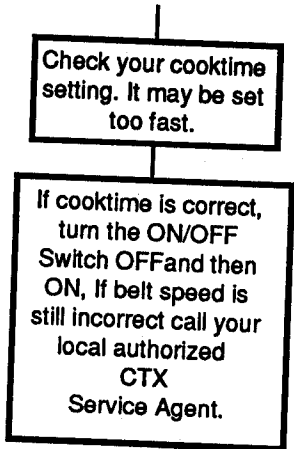 Check your cooktime
setting. It may be set
too fast.
If cooktime is correct,
turn the ON/OFF
Switch OFFand then
ON, If belt speed is
still incorrect call your
local authorized
CTX
Service Agent.